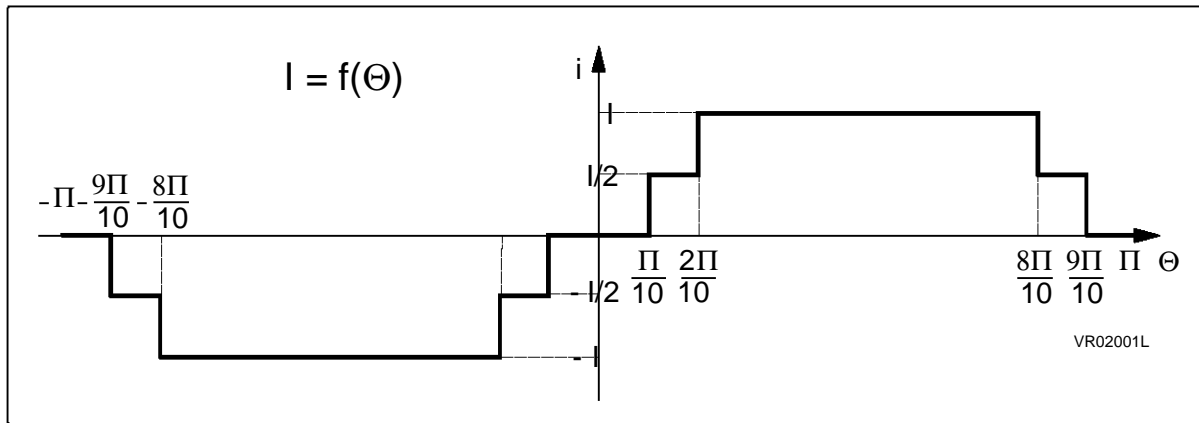 I = f(Θ)
i
I
I/2
-Π
-9Π/10
-8Π/10
Π/10
2Π/10
8Π/10
9Π/10
Π
Θ
- I/2
- I
VR02001L